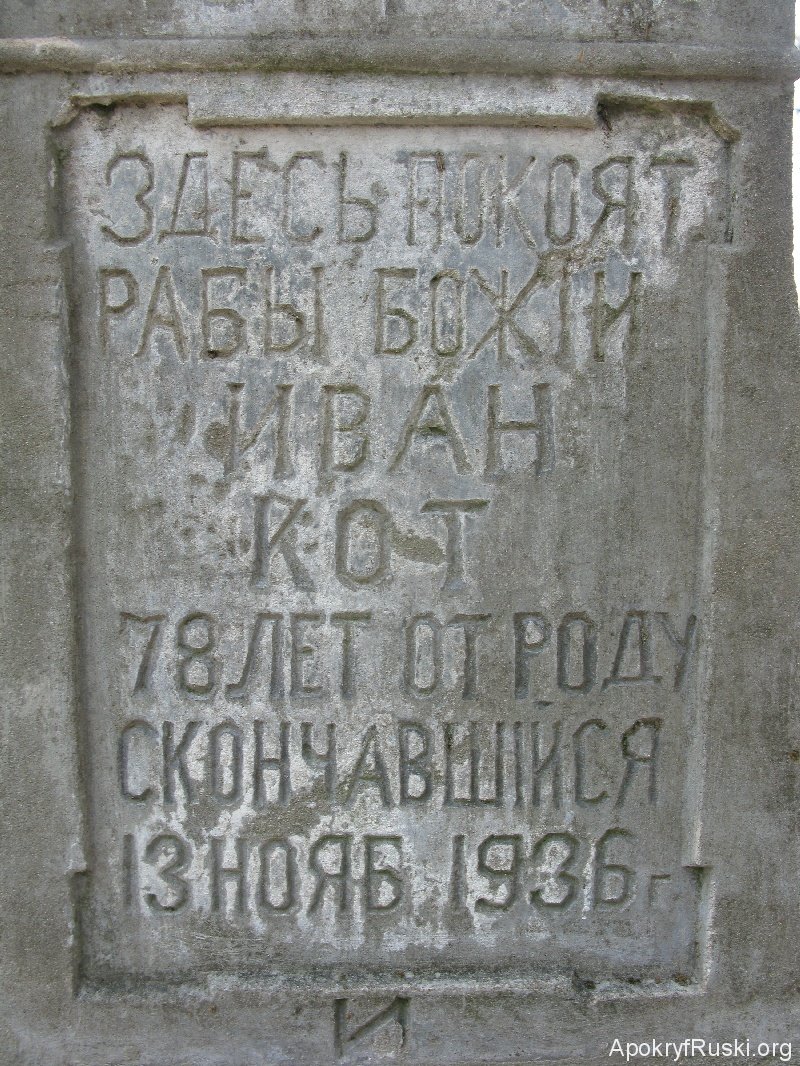 ЗДЕСЬ ПОКОЯТ
РАБЫ БОЖІИ
ИВАН
КОТ
78 ЛЕТ ОТ РОДУ
СКОНЧАВШІЙСЯ
13 НОЯБ 1936 г.
И
ApokryfRuski.org